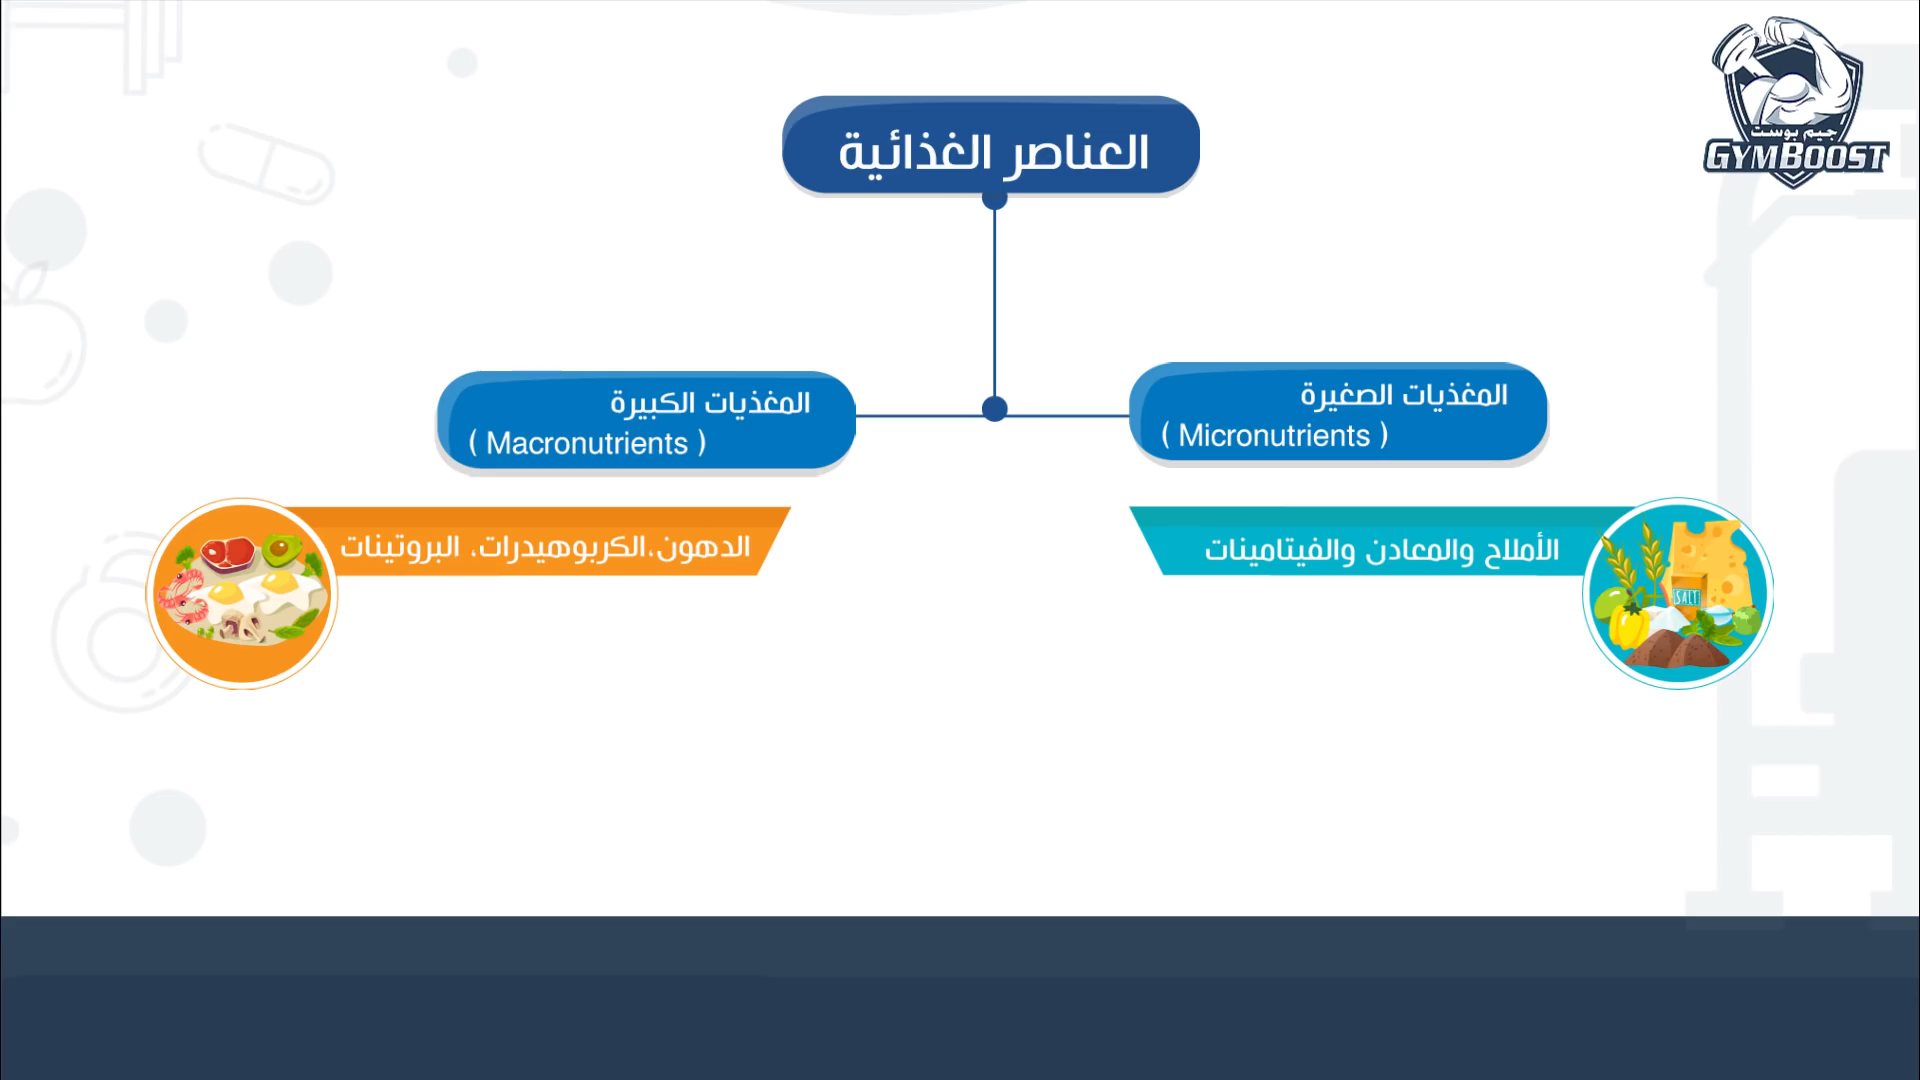 جيم بوست
GYMBOOST
العناصر الغذائية
المغذيات الصغيرة
( Micronutrients )
المغذيات الكبيرة
( Macronutrients )
الأملاح والمعادن والفيتامينات
الدهون،الكربوهيدرات، البروتينات
SALT